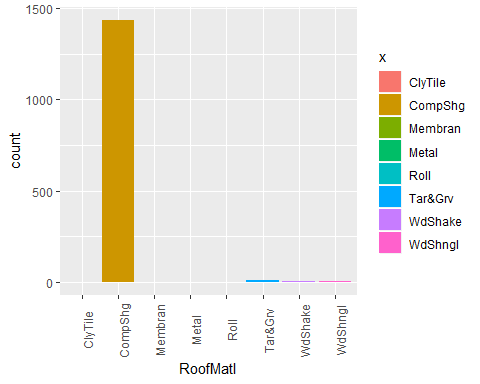 1500
1000
500
0
count
ClyTile
CompShg
Membran
Metal
Roll
Tar&Grv
WdShake
WdShngl
RoofMatl
x
ClyTile
CompShg
Membran
Metal
Roll
Tar&Grv
WdShake
WdShngl